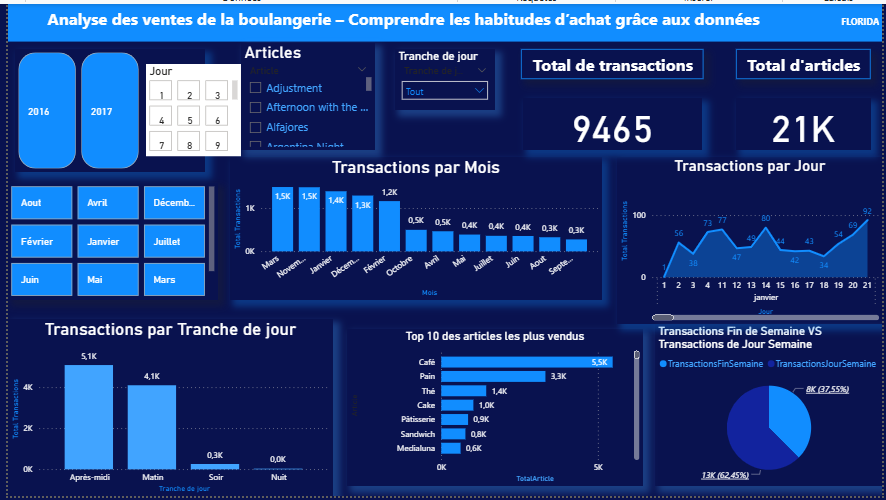 Analyse des ventes de la boulangerie – Comprendre les habitudes d’achat grâce aux données
FLORIDA
2016
2017
Jour
1 2 3
4 5 6
7 8 9
Articles
Article
Adjustment
Afternoon with the ...
Alfajores
Argentina Night
Tranche de jour
Tranche de j...
Tout
Total de transactions
Total d'articles
9465
21K
Aout
Avril
Décemb...
Février
Janvier
Juillet
Juin
Mai
Mars
Transactions par Mois
Total Transactions
1K
0K
1,5K 1,5K 1,4K 1,3K 1,2K 0,5K 0,5K 0,4K 0,4K 0,4K 0,3K 0,3K
Mars Novem... Janvier Décem... Février Octobre Avril Mai Juillet Juin Aout Septe...
Mois
Transactions par Jour
Total Transactions
100
0
1 56 38 73 77 47 49 80 44 42 43 34 54 69 92
1 2 3 4 11 12 13 14 15 16 17 18 19 20 21
janvier
Jour
Transactions par Tranche de jour
Total Transactions
4K
2K
0K
5,1K 4,1K 0,3K 0,0K
Après-midi Matin Soir Nuit
Tranche de jour
Top 10 des articles les plus vendus
Article
Café 5,5K
Pain 3,3K
Thé 1,4K
Cake 1,0K
Pâtisserie 0,9K
Sandwich 0,8K
Medialuna 0,6K
0K 5K
TotalArticle
Transactions Fin de Semaine VS
Transactions de Jour Semaine
TransactionsFinSemaine TransactionsJourSemaine
8K (37,55%)
13K (62,45%)